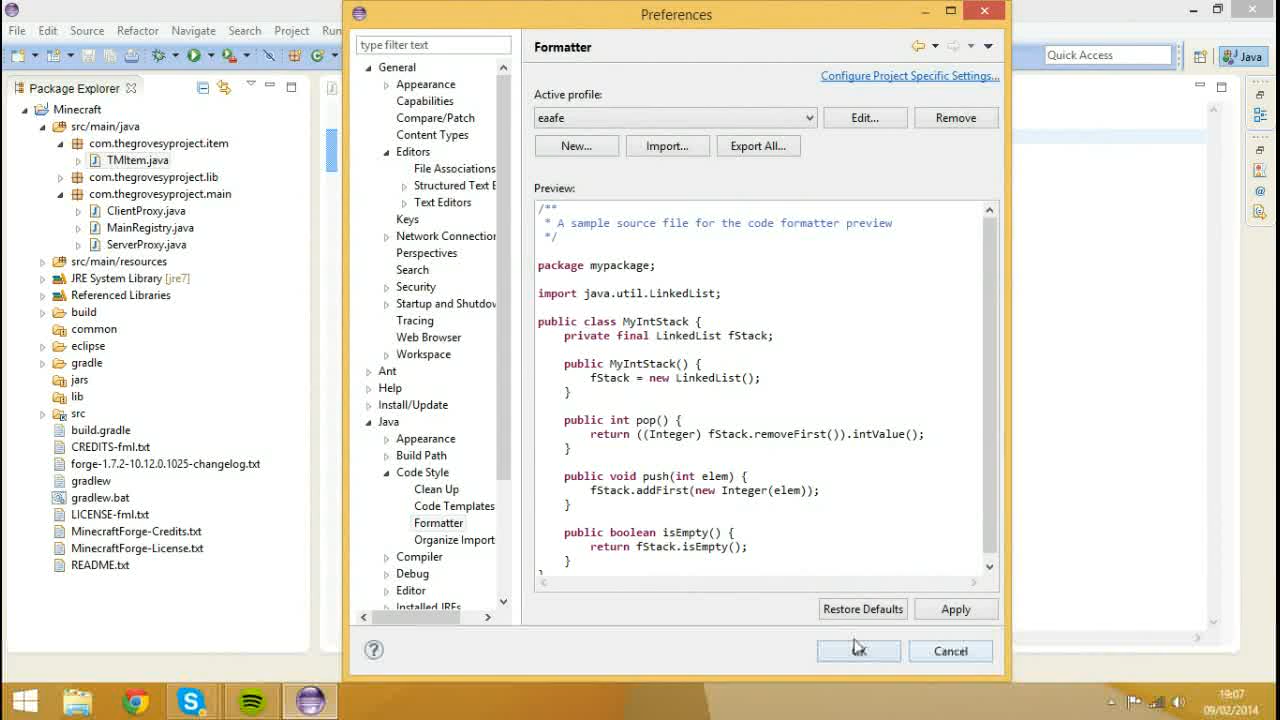 Preferences
File Edit Source Refactor Navigate Search Project Run
Quick Access
Java
Package Explorer
Minecraft
src/main/java
com.thegrovesyproject.item
TMItem.java
com.thegrovesyproject.lib
com.thegrovesyproject.main
ClientProxy.java
MainRegistry.java
ServerProxy.java
src/main/resources
JRE System Library [jre7]
Referenced Libraries
build
common
eclipse
gradle
jars
lib
src
build.gradle
CREDITS-fml.txt
forge-1.7.2-10.12.0.1025-changelog.txt
gradlew
gradlew.bat
LICENSE-fml.txt
MinecraftForge-Credits.txt
MinecraftForge-License.txt
README.txt
type filter text
General
Appearance
Capabilities
Compare/Patch
Content Types
Editors
File Associations
Structured Text E
Text Editors
Keys
Network Connection
Perspectives
Search
Security
Startup and Shutdow
Tracing
Web Browser
Workspace
Ant
Help
Install/Update
Java
Appearance
Build Path
Code Style
Clean Up
Code Templates
Formatter
Organize Import
Compiler
Debug
Editor
Installed JREs
Formatter
Configure Project Specific Settings...
Active profile:
eaafe
Edit... Remove
New... Import... Export All...
Preview:
/**
* A sample source file for the code formatter preview
*/
package mypackage;
import java.util.LinkedList;
public class MyIntStack {
private final LinkedList fStack;
public MyIntStack() {
fStack = new LinkedList();
}
public int pop() {
return ((Integer) fStack.removeFirst()).intValue();
}
public void push(int elem) {
fStack.addFirst(new Integer(elem));
}
public boolean isEmpty() {
return fStack.isEmpty();
}
}
Restore Defaults Apply
OK Cancel
19:07
09/02/2014